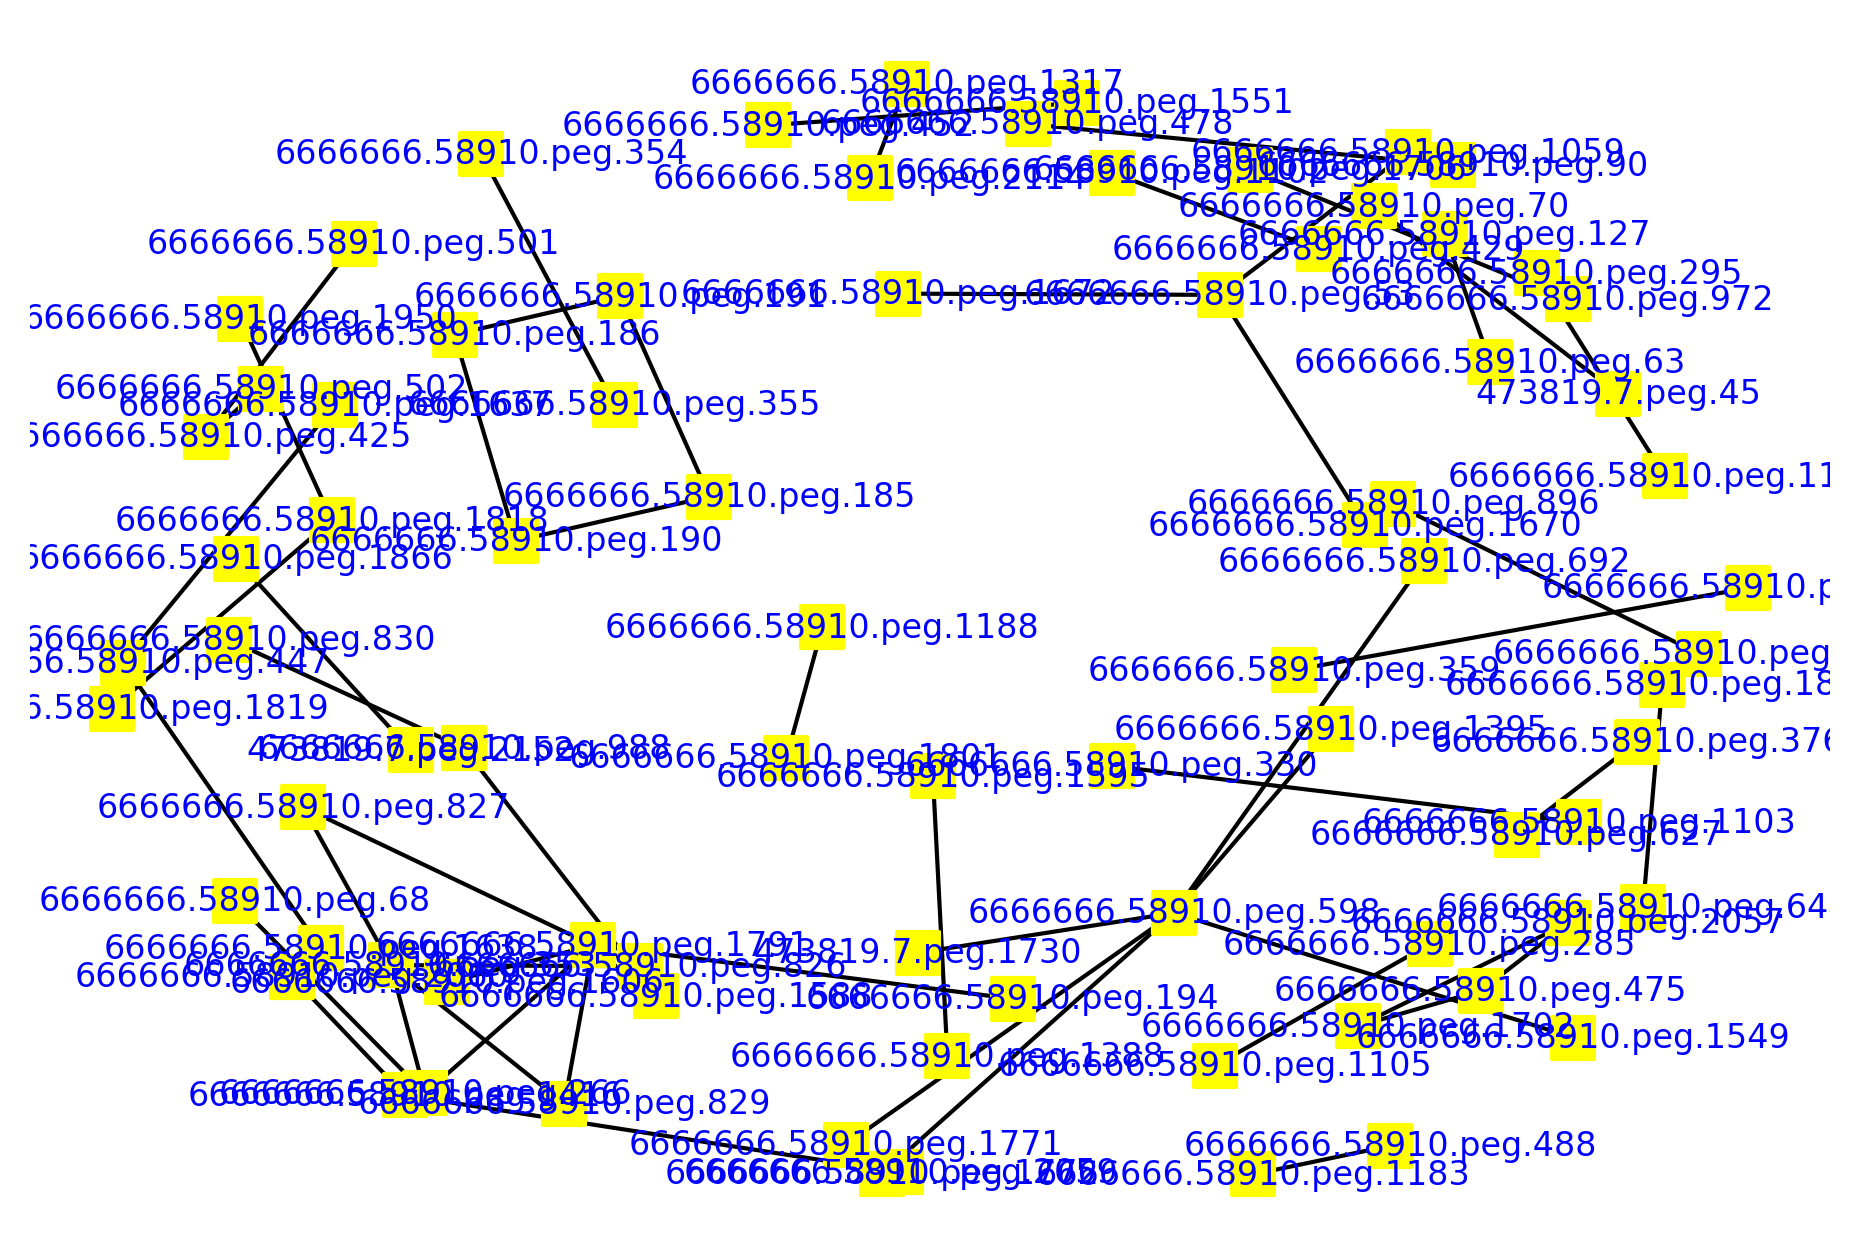 6666666.58910.peg.1317
6666666.58910.peg.1551
6666666.58910.peg.478
6666666.58910.peg.354
6666666.58910.peg.2114
6666666.58910.peg.1059
6666666.58910.peg.90
6666666.58910.peg.70
6666666.58910.peg.501
6666666.58910.peg.127
6666666.58910.peg.429
6666666.58910.peg.295
6666666.58910.peg.191
6666666.58910.peg.1672
6666666.58910.peg.53
6666666.58910.peg.972
6666666.58910.peg.1950
6666666.58910.peg.186
6666666.58910.peg.63
6666666.58910.peg.502
6666666.58910.peg.1637
6666666.58910.peg.355
473819.7.peg.45
666666.58910.peg.425
6666666.58910.peg.11
6666666.58910.peg.185
6666666.58910.peg.896
6666666.58910.peg.1818
6666666.58910.peg.1670
6666666.58910.peg.190
6666666.58910.peg.1866
6666666.58910.peg.692
6666666.58910.p
6666666.58910.peg.830
6666666.58910.peg.1188
6666666.58910.peg
66.58910.peg.447
6666666.58910.peg.359
6666666.58910.peg.18
6.58910.peg.1819
6666666.58910.peg.1395
6666666.58910.peg.376
473819.7.peg.2152
6666666.58910.peg.988
6666666.58910.peg.1801
6666666.58910.peg.330
6666666.58910.peg.1595
6666666.58910.peg.827
6666666.58910.peg.1103
6666666.58910.peg.627
6666666.58910.peg.68
6666666.58910.peg.598
6666666.58910.peg.64
6666666.58910.peg.2057
6666666.58910.peg.1638
6666666.58910.peg.1791
473819.7.peg.1730
6666666.58910.peg.285
6666666.58910.peg.826
6666666.58910.peg.1606
6666666.58910.peg.1588
6666666.58910.peg.194
6666666.58910.peg.475
6666666.58910.peg.1702
6666666.58910.peg.1549
6666666.58910.peg.1388
6666666.58910.peg.1105
6666666.58910.peg.1416
6666666.58910.peg.266
6666666.58910.peg.829
6666666.58910.peg.1771
6666666.58910.peg.488
6666666.58910.peg.1183